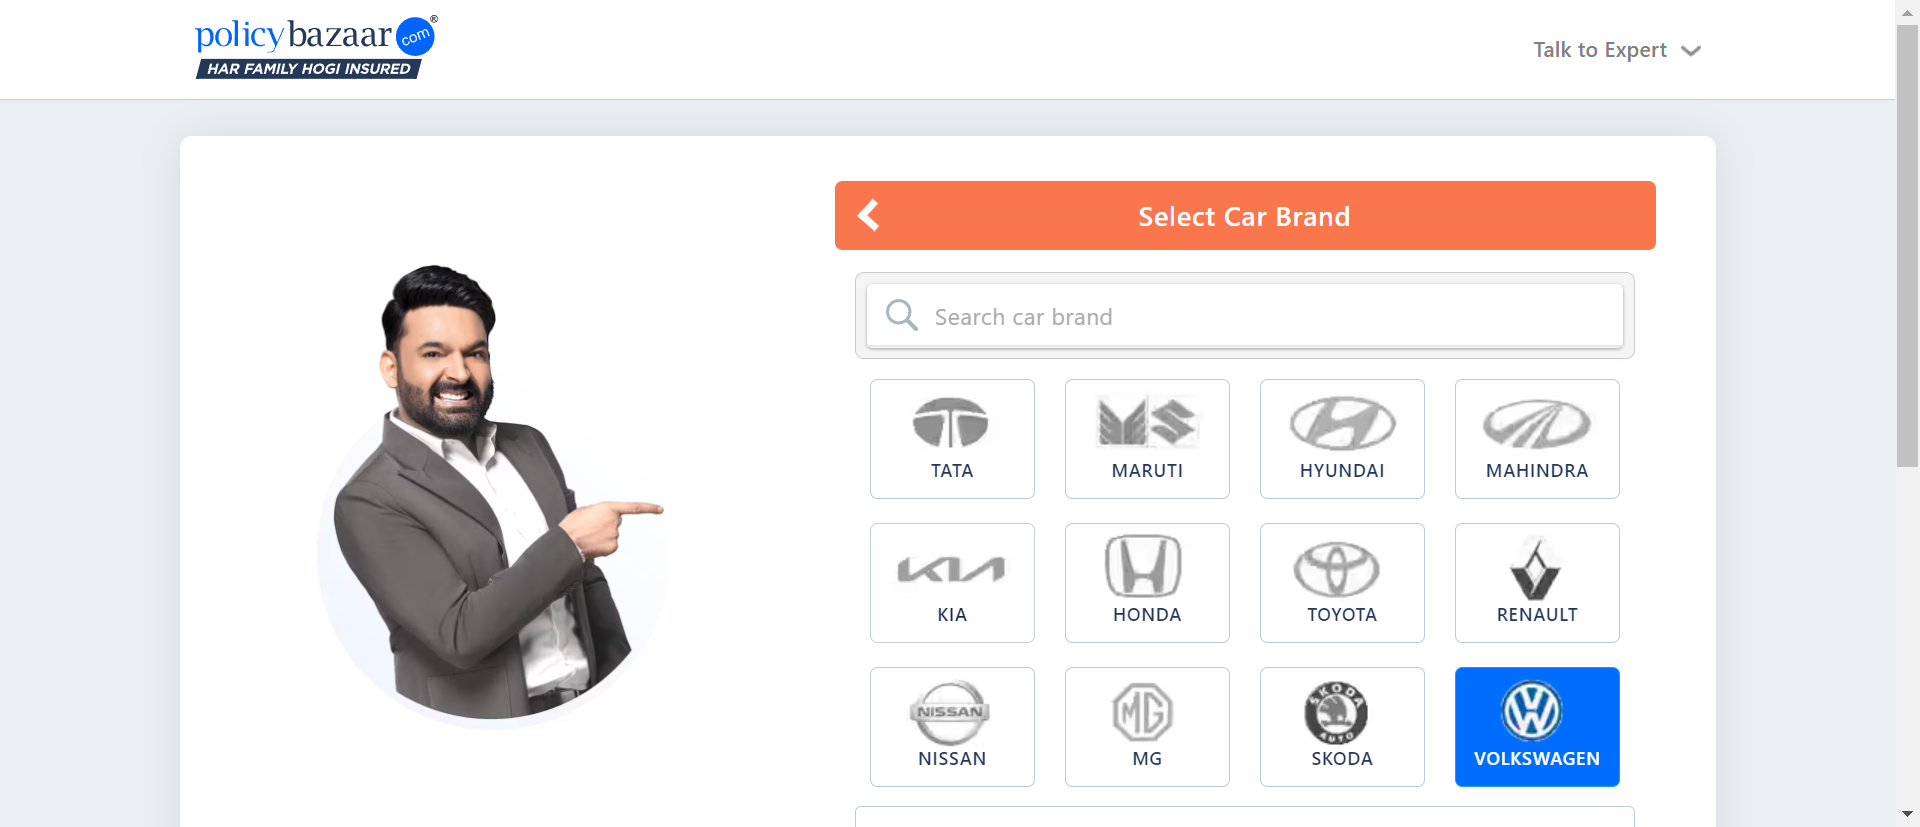 policybazaar.com®
HAR FAMILY HOGI INSURED
Talk to Expert
Select Car Brand
Search car brand
TATA
MARUTI
HYUNDAI
MAHINDRA
KIA
HONDA
TOYOTA
RENAULT
NISSAN
NISSAN
MG
MG
SKODA
AUTO
SKODA
VOLKSWAGEN